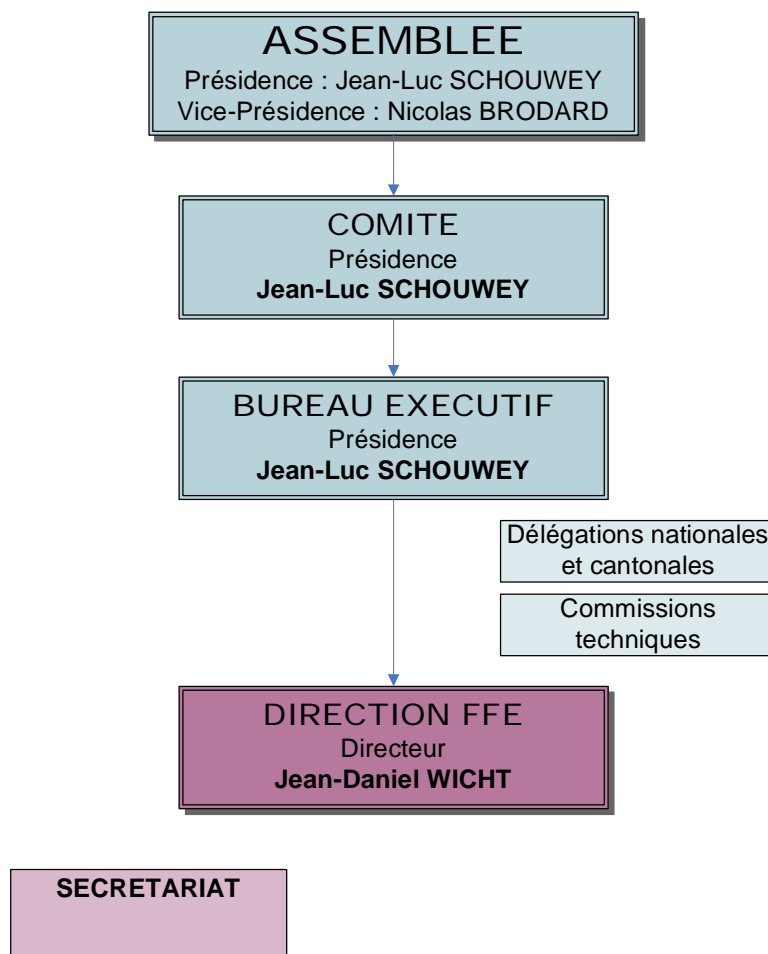 ASSEMBLEE
Présidence : Jean-Luc SCHOUWEY
Vice-Présidence : Nicolas BRODARD
COMITE
Présidence
Jean-Luc SCHOUWEY
BUREAU EXECUTIF
Présidence
Jean-Luc SCHOUWEY
Délégations nationales
et cantonales
Commissions
techniques
DIRECTION FFE
Directeur
Jean-Daniel WICHT
SECRETARIAT